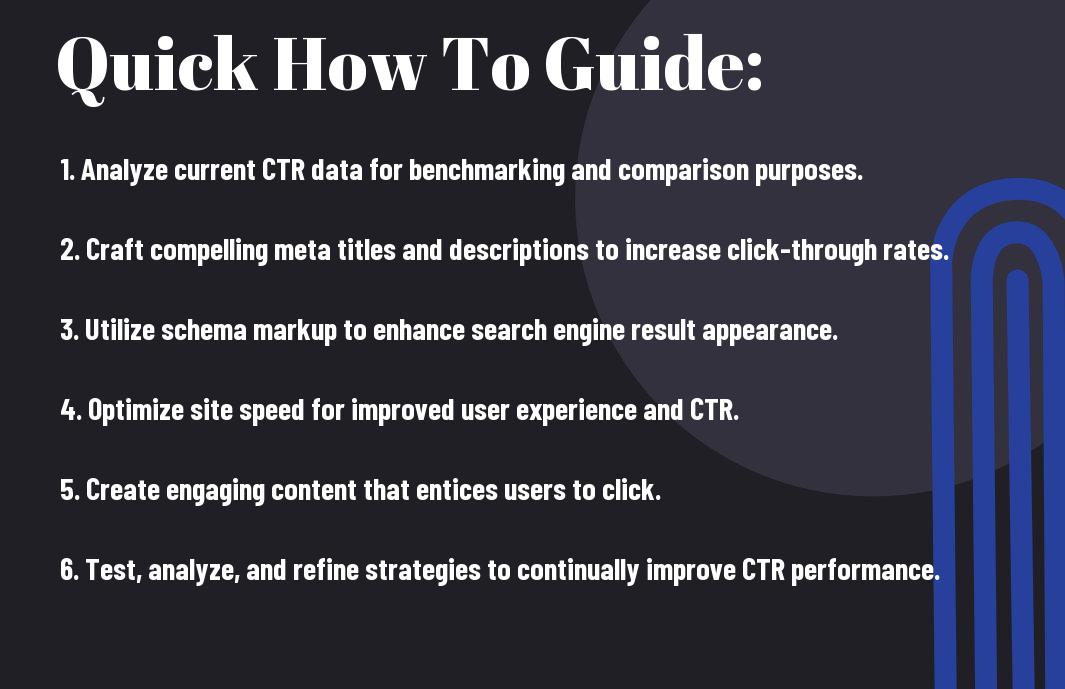 Quick How To Guide:
1. Analyze current CTR data for benchmarking and comparison purposes.
2. Craft compelling meta titles and descriptions to increase click-through rates.
3. Utilize schema markup to enhance search engine result appearance.
4. Optimize site speed for improved user experience and CTR.
5. Create engaging content that entices users to click.
6. Test, analyze, and refine strategies to continually improve CTR performance.